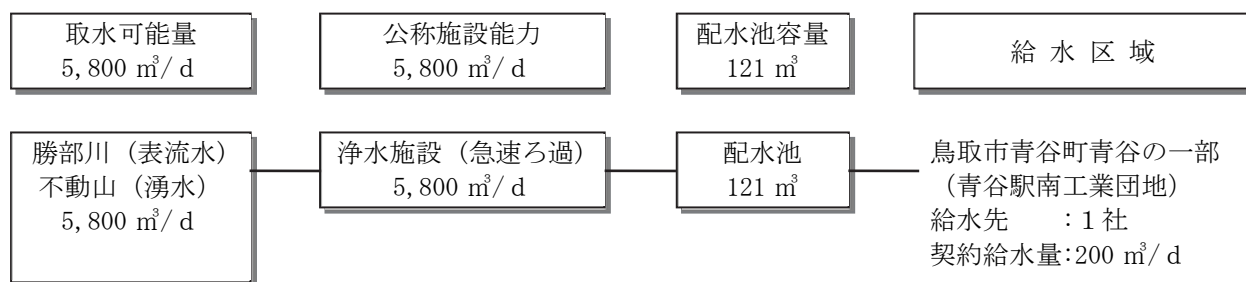 取水可能量
5,800 ㎥/d
公称施設能力
5,800 ㎥/d
配水池容量
121 ㎥
給 水 区 域
勝部川（表流水）
不動山（湧水）
5,800 ㎥/d
浄水施設（急速ろ過）
5,800 ㎥/d
配水池
121 ㎥
鳥取市青谷町青谷の一部
（青谷駅南工業団地）
給水先　　：１社
契約給水量：200 ㎥/d